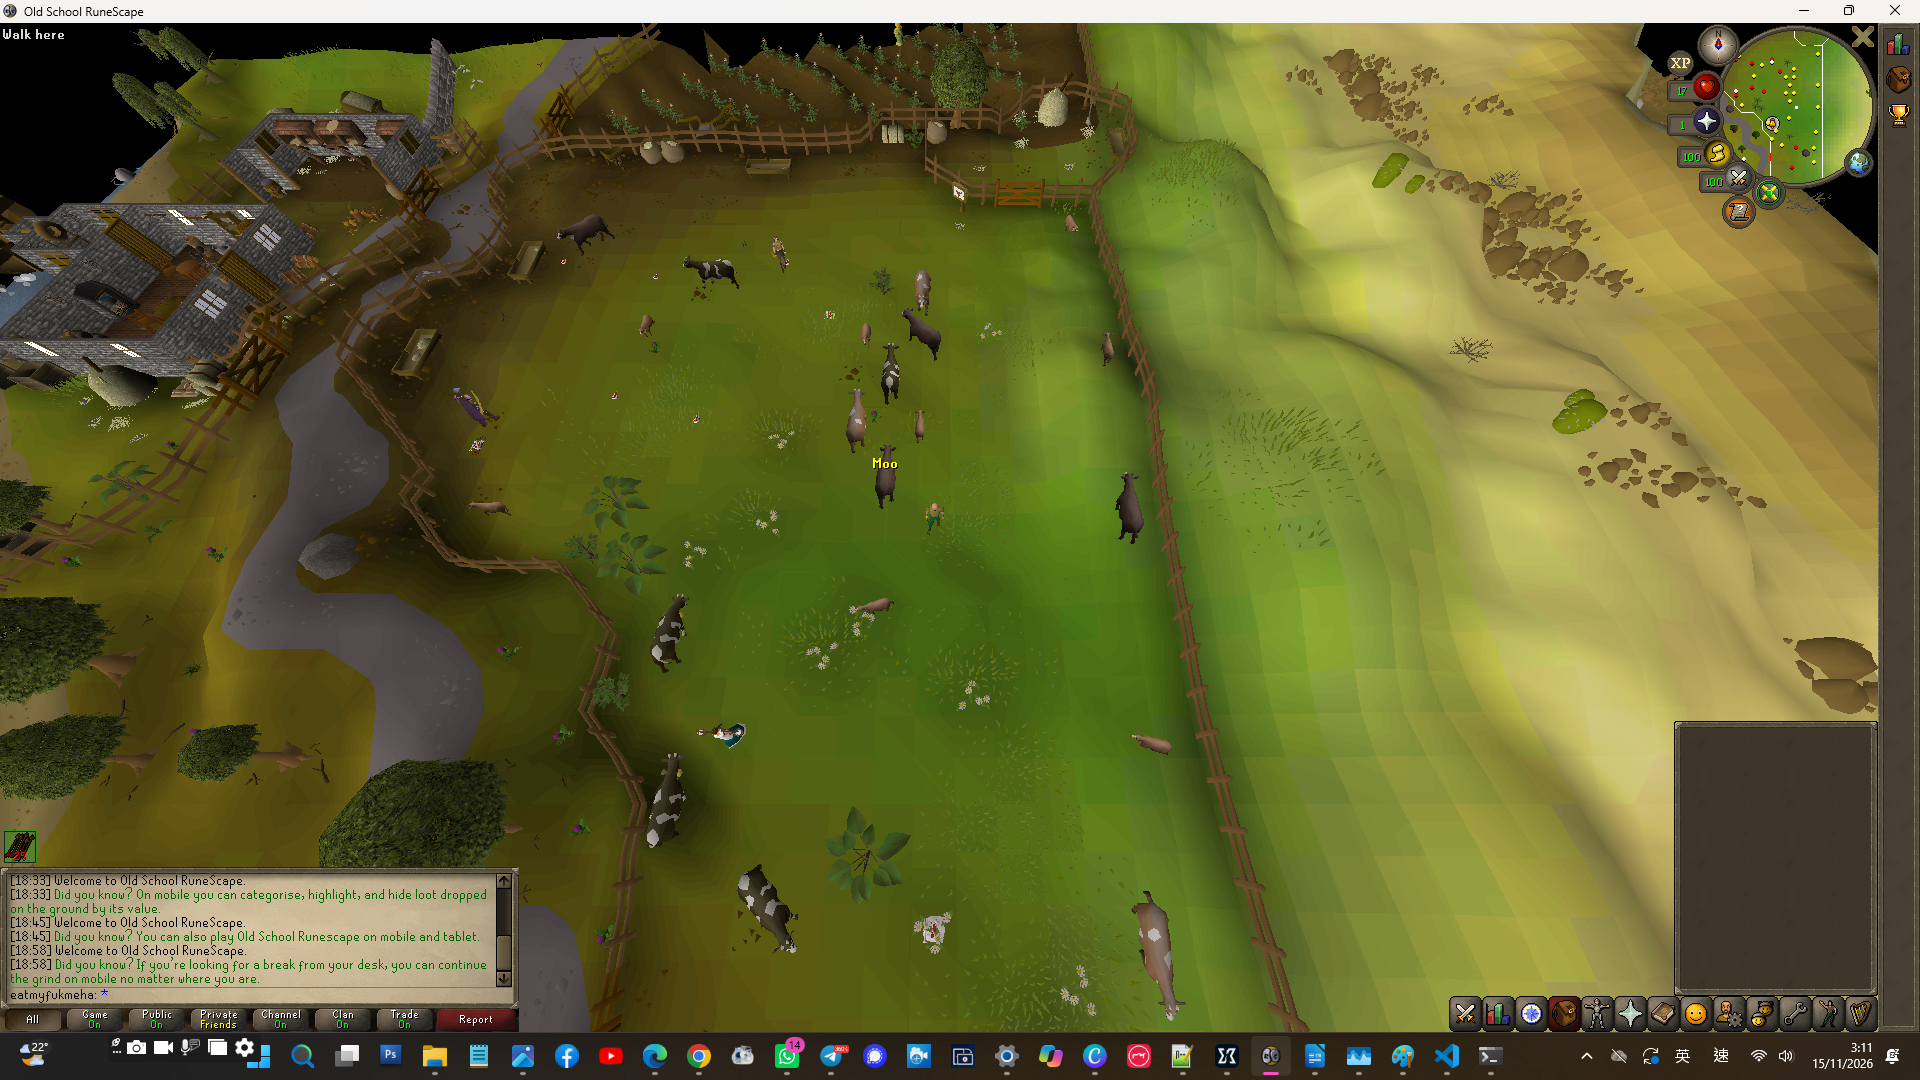 Old School RuneScape
Walk here
N
XP
17
1
100
100
Moo
[18:33] Welcome to Old School RuneScape.
[18:33] Did you know? On mobile you can categorise, highlight, and hide loot dropped
on the ground by its value.
[18:45] Welcome to Old School RuneScape.
[18:45] Did you know? You can also play Old School Runescape on mobile and tablet.
[18:58] Welcome to Old School RuneScape.
[18:58] Did you know? If you're looking for a break from your desk, you can continue
the grind on mobile no matter where you are.
eatmyfukmeha: *
All
Game
On
Public
On
Private
Friends
Channel
On
Clan
On
Trade
On
Report
22°
Ps
14
英
速
3:11
15/11/2026